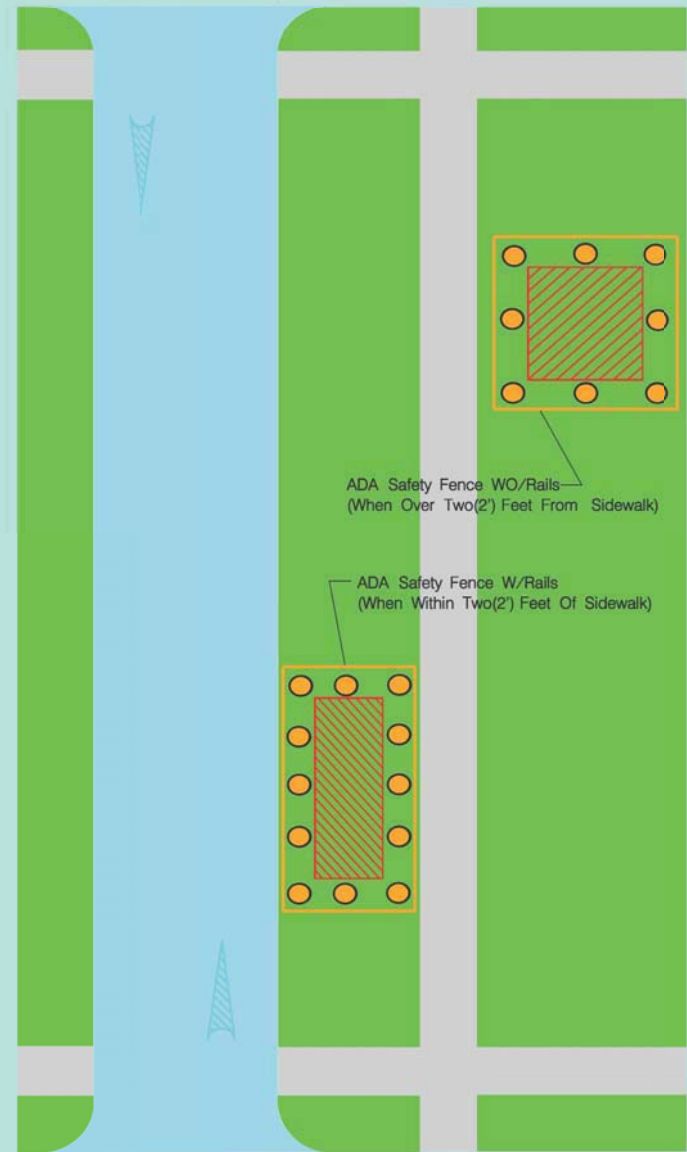 ADA Safety Fence WO/Rails
(When Over Two(2') Feet From Sidewalk)
ADA Safety Fence W/Rails
(When Within Two(2') Feet Of Sidewalk)